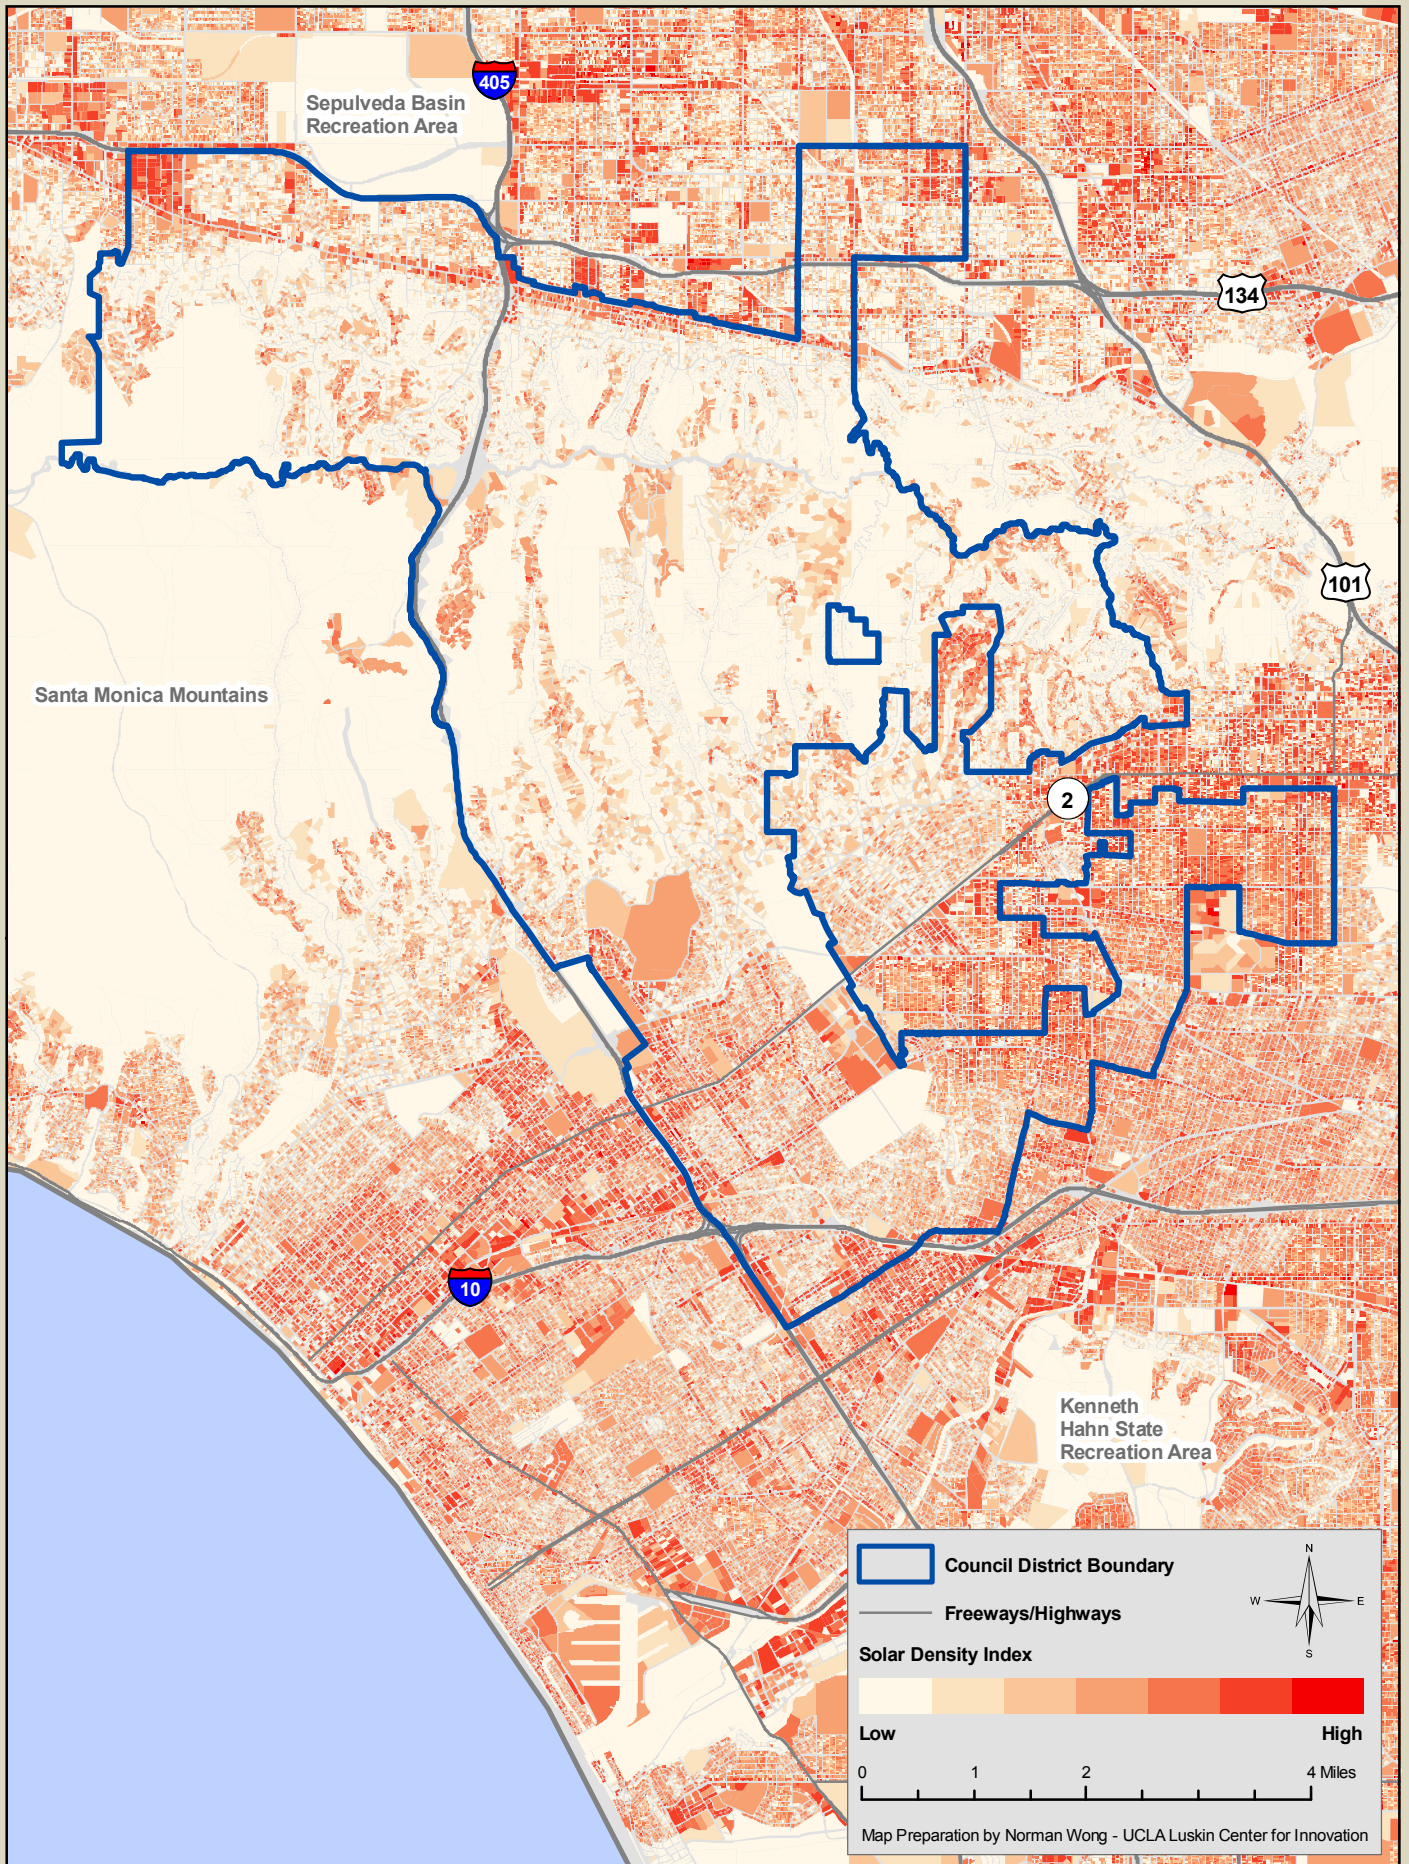 405
Sepulveda Basin
Recreation Area
134
101
Santa Monica Mountains
2
10
Kenneth
Hahn State
Recreation Area
Council District Boundary
Freeways/Highways
N
W E
S
Solar Density Index
Low High
0 1 2 4 Miles
Map Preparation by Norman Wong - UCLA Luskin Center for Innovation